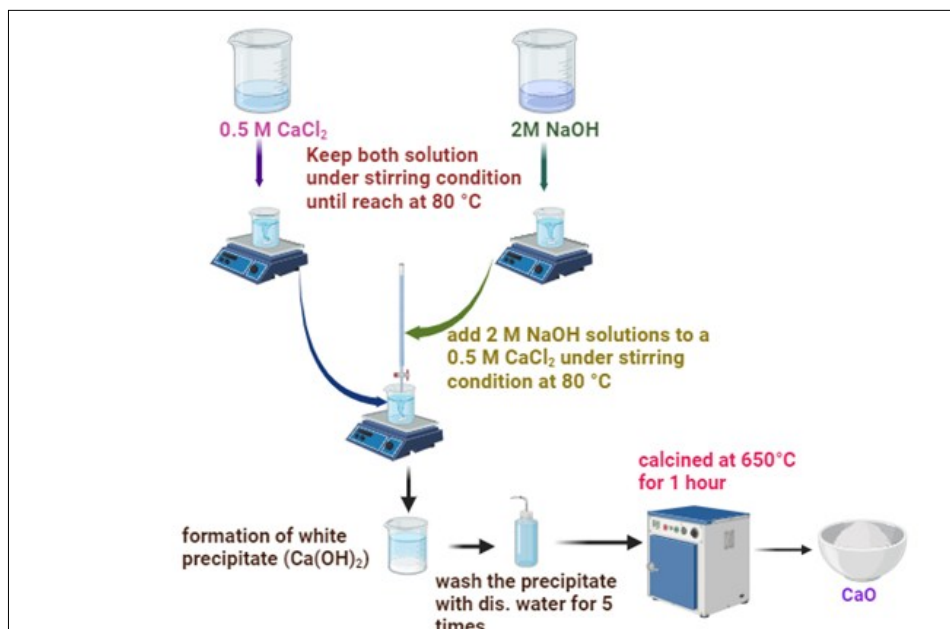 0.5 M CaCl₂
2M NaOH
Keep both solution
under stirring condition
until reach at 80 °C
add 2 M NaOH solutions to a
0.5 M CaCl₂ under stirring
condition at 80 °C
calcined at 650°C
for 1 hour
formation of white
precipitate (Ca(OH)₂)
wash the precipitate
with dis. water for 5
times
CaO